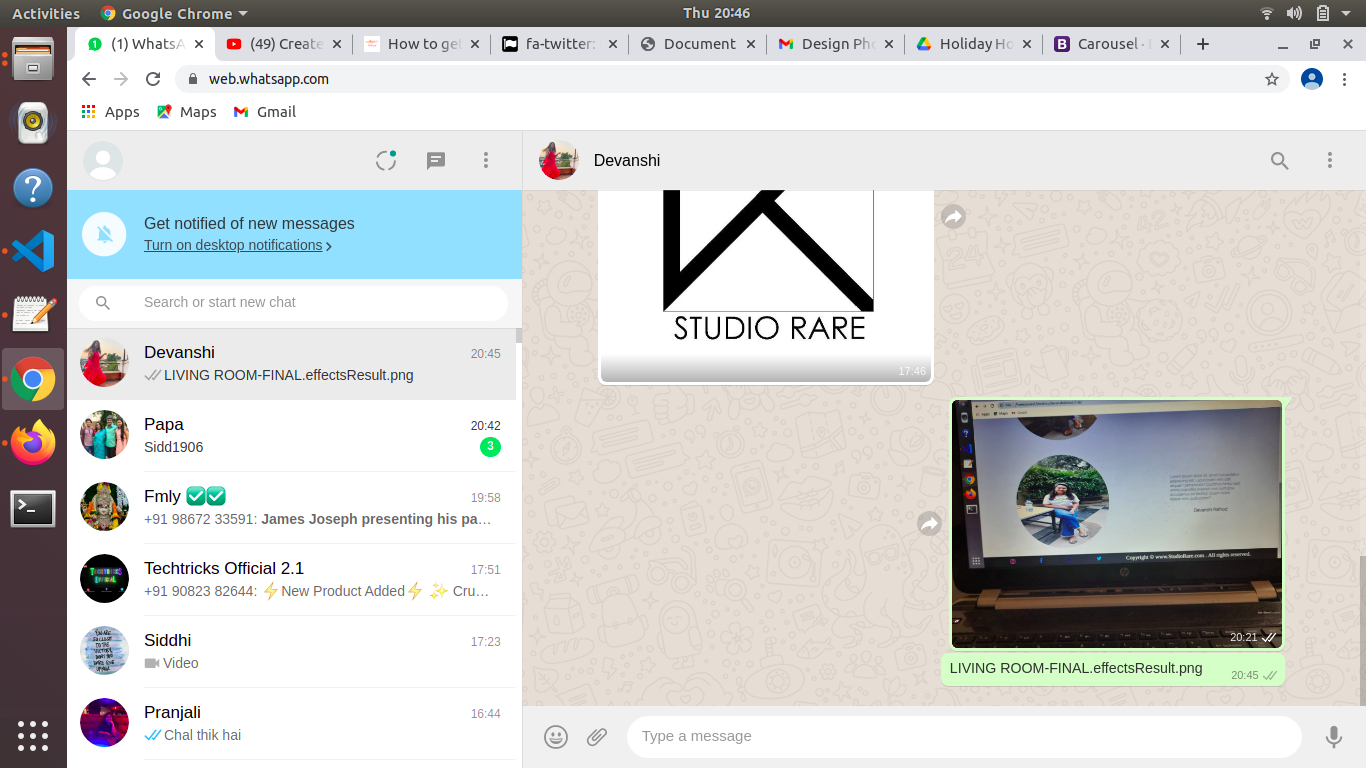 Activities
Google Chrome
Thu 20:46
(1) WhatsA
(49) Create
How to get
fa-twitter:
Document
Design Pho
Holiday Ho
Carousel ·
web.whatsapp.com
Apps
Maps
Gmail
Devanshi
Get notified of new messages
Turn on desktop notifications
Search or start new chat
Devanshi
20:45
LIVING ROOM-FINAL.effectsResult.png
Papa
20:42
Sidd1906
3
Fmly
19:58
+91 98672 33591: James Joseph presenting his pa…
Techtricks Official 2.1
17:51
+91 90823 82644: ⚡New Product Added⚡ ✨ Cru…
Siddhi
17:23
Video
Pranjali
16:44
Chal thik hai
STUDIO RARE
17:46
Devanshi Rathod
Copyright © www.StudioRare.com . All rights reserved.
20:21
LIVING ROOM-FINAL.effectsResult.png
20:45
Type a message